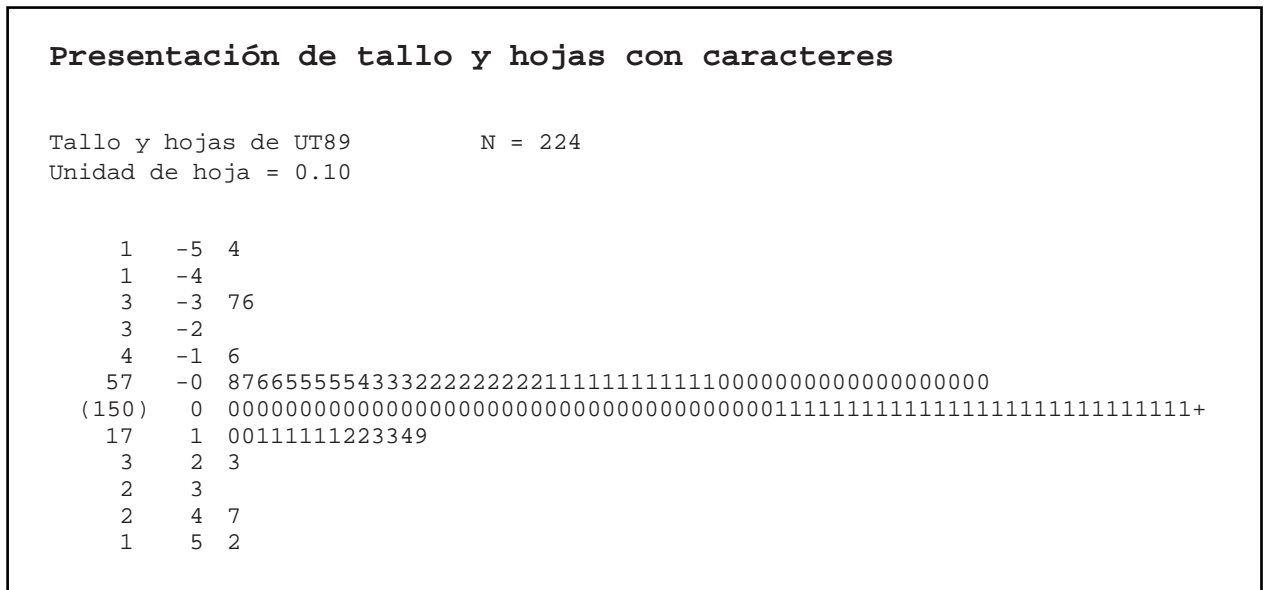 Presentación de tallo y hojas con caracteres
Tallo y hojas de UT89 N = 224
Unidad de hoja = 0.10
1 -5 4
1 -4
3 -3 76
3 -2
4 -1 6
57 -0 87665555543332222222221111111111110000000000000000000
(150) 0 0000000000000000000000000000000000000011111111111111111111111111111+
17 1 00111111223349
3 2 3
2 3
2 4 7
1 5 2